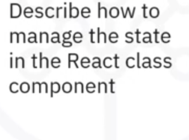 Describe how to
manage the state
in the React class
component